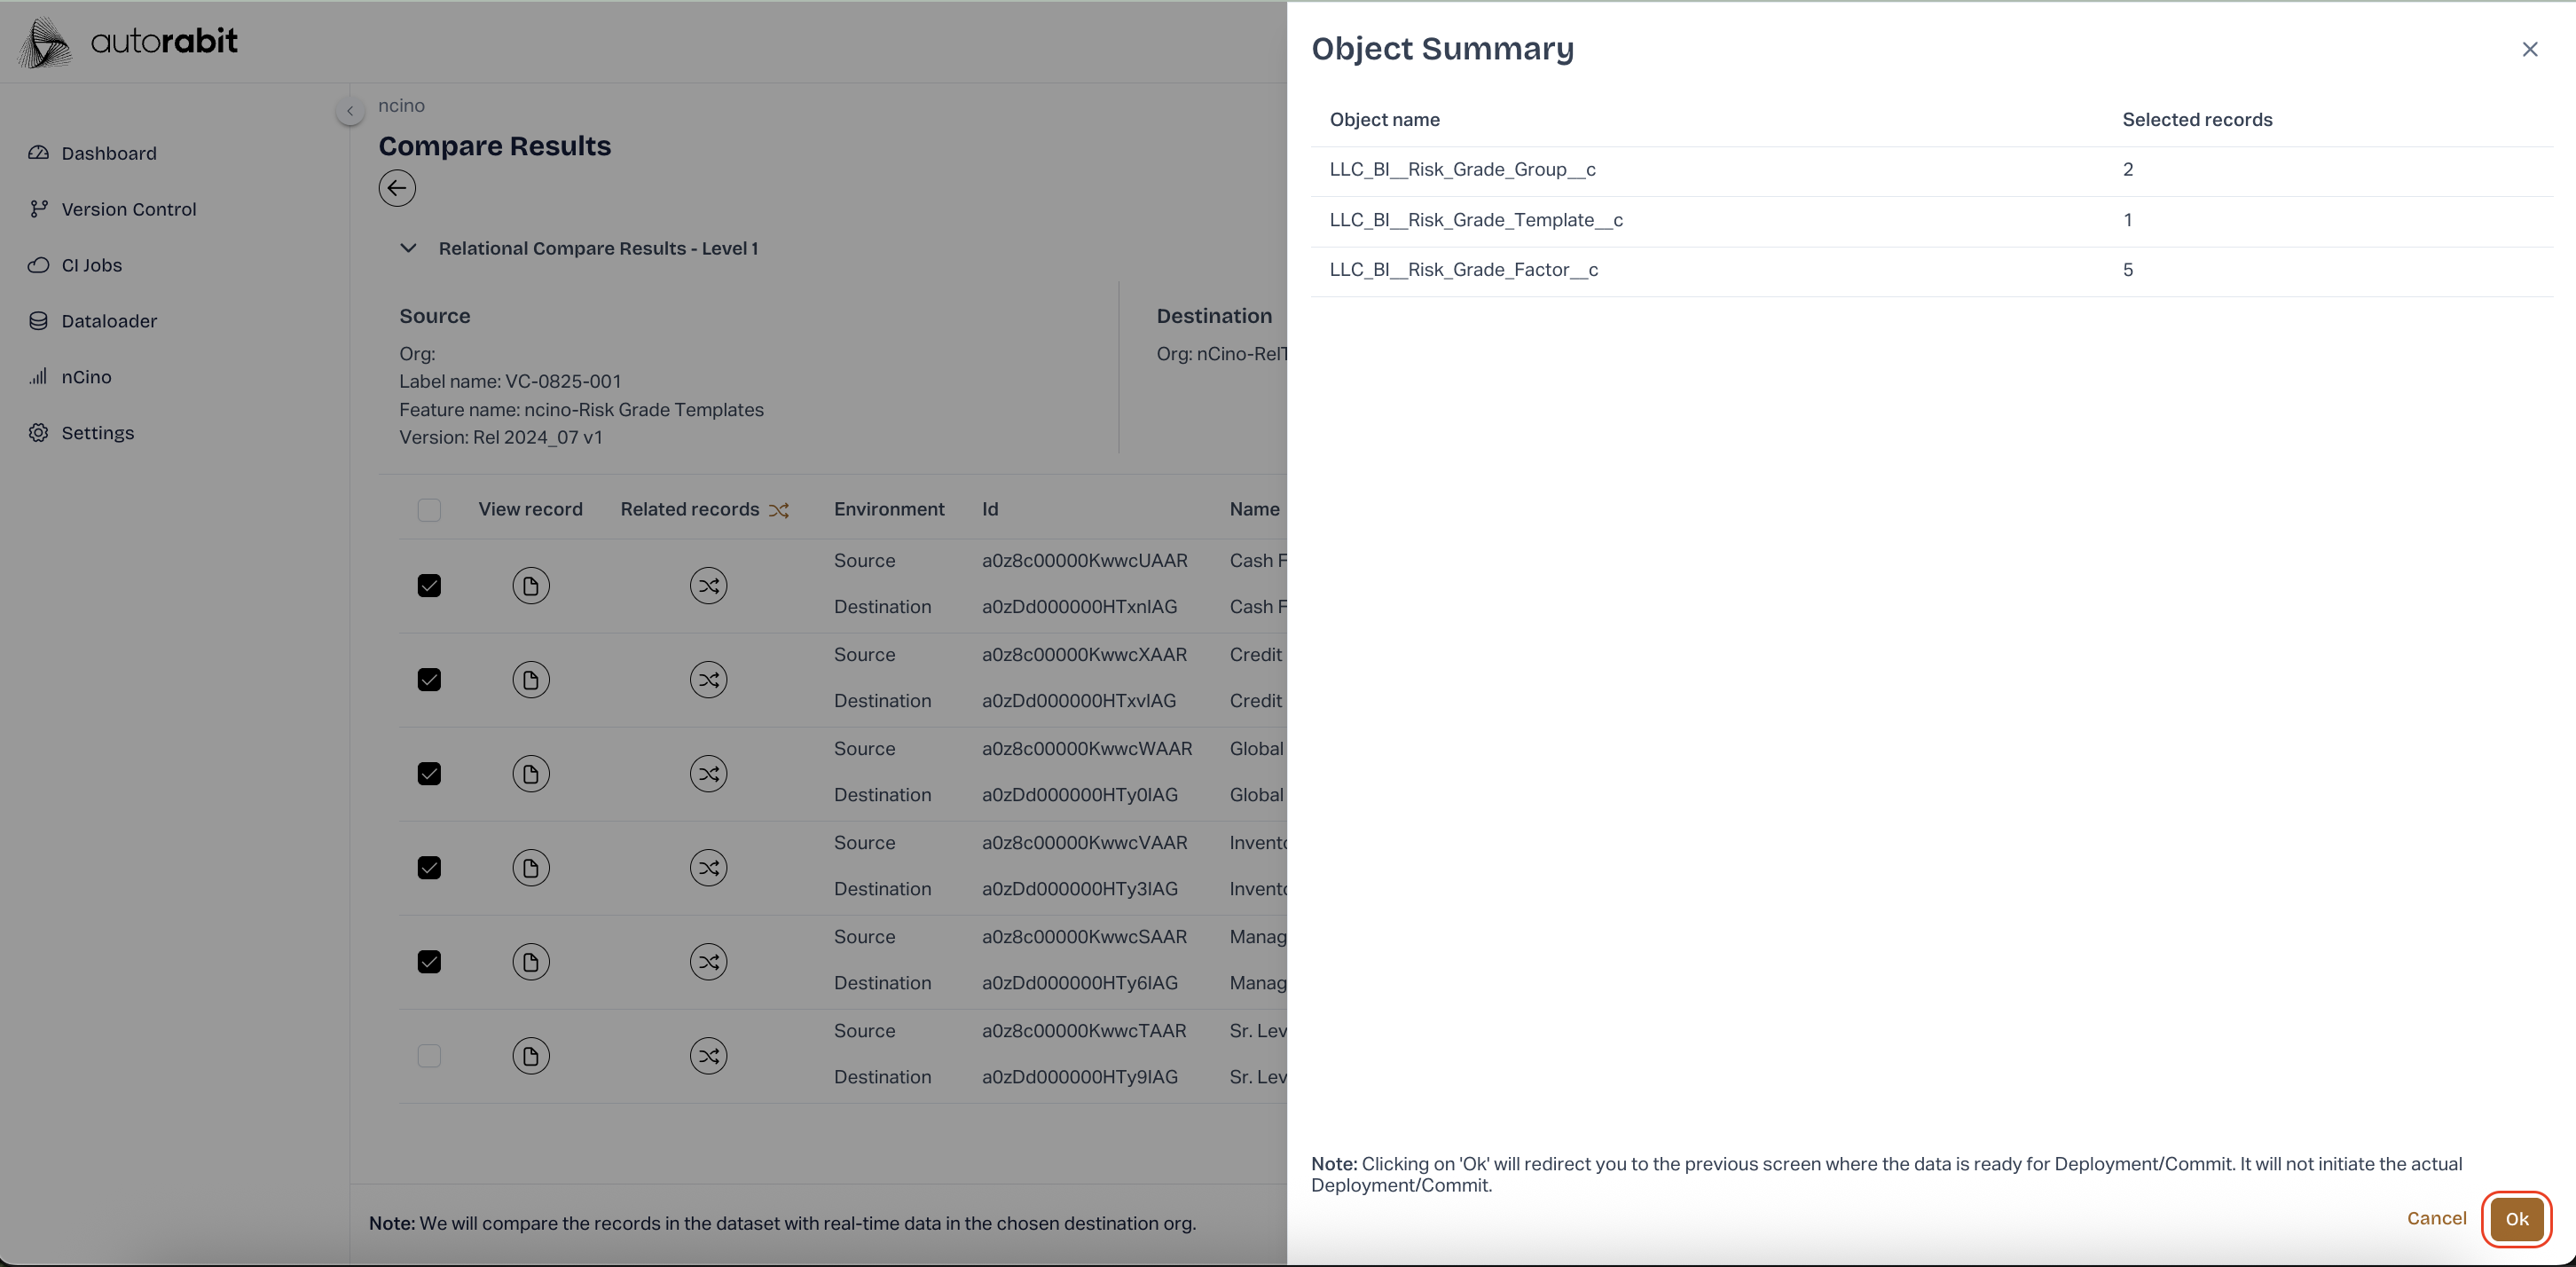 autorabit
Dashboard
Version Control
CI Jobs
Dataloader
nCino
Settings
ncino
Compare Results
Relational Compare Results - Level 1
Source
Org:
Label name: VC-0825-001
Feature name: ncino-Risk Grade Templates
Version: Rel 2024_07 v1
Destination
Org: nCino-RelT
View record Related records Environment Id Name
Source a0z8c00000KwwcUAAR Cash F
Destination a0zDd000000HTxnIAG Cash F
Source a0z8c00000KwwcXAAR Credit
Destination a0zDd000000HTxvIAG Credit
Source a0z8c00000KwwcWAAR Global
Destination a0zDd000000HTy0IAG Global
Source a0z8c00000KwwcVAAR Invento
Destination a0zDd000000HTy3IAG Invento
Source a0z8c00000KwwcSAAR Manag
Destination a0zDd000000HTy6IAG Manag
Source a0z8c00000KwwcTAAR Sr. Lev
Destination a0zDd000000HTy9IAG Sr. Lev
Note: We will compare the records in the dataset with real-time data in the chosen destination org.
Object Summary
Object name Selected records
LLC_BI__Risk_Grade_Group__c 2
LLC_BI__Risk_Grade_Template__c 1
LLC_BI__Risk_Grade_Factor__c 5
Note: Clicking on 'Ok' will redirect you to the previous screen where the data is ready for Deployment/Commit. It will not initiate the actual
Deployment/Commit.
Cancel Ok